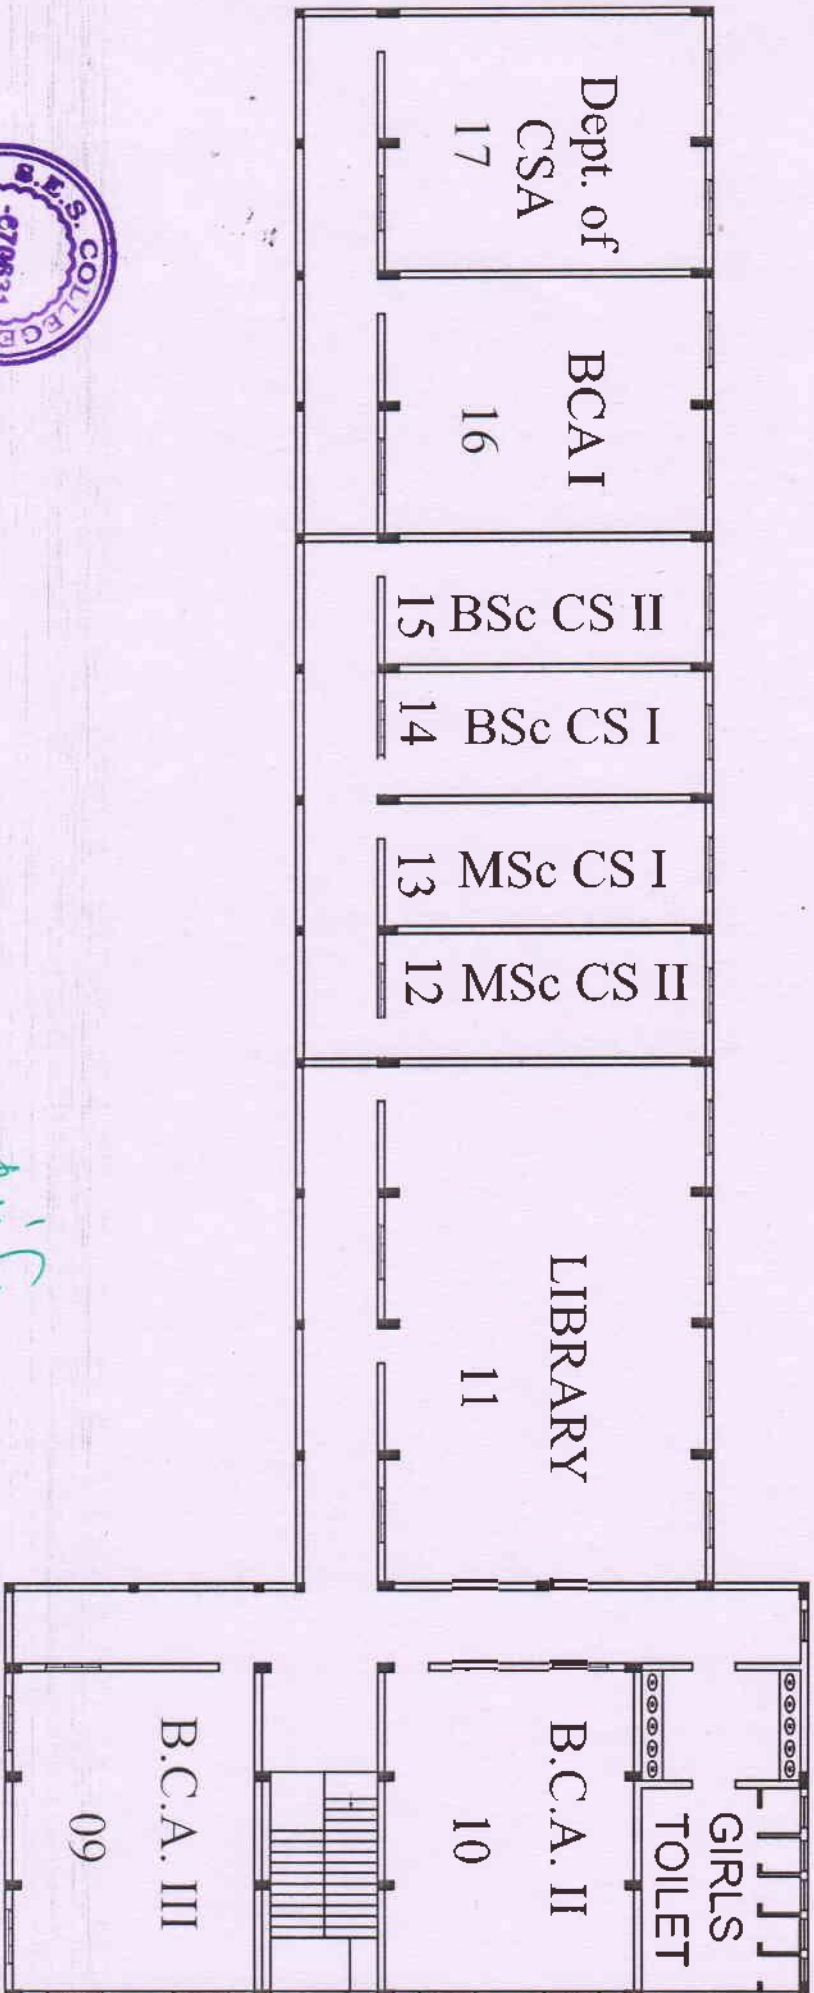 Dept. of
CSA
17
BCA I
16
15 BSc CS II
14 BSc CS I
13 MSc CS I
12 MSc CS II
LIBRARY
11
GIRLS
TOILET
B.C.A. II
10
B.C.A. III
09
S.E.S. COLLEGE